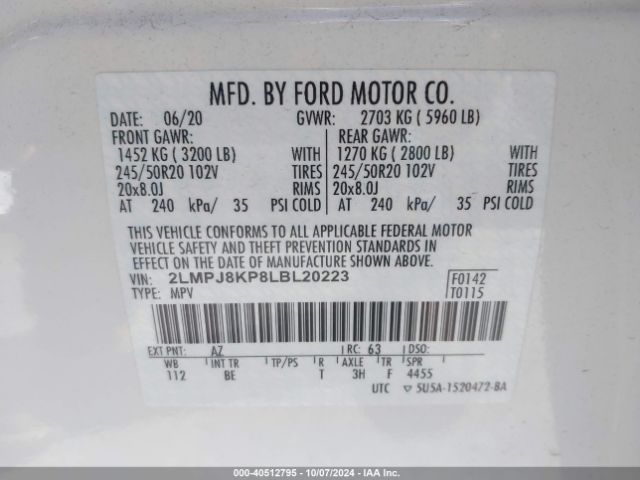 MFD. BY FORD MOTOR CO.
DATE: 06/20 GVWR: 2703 KG ( 5960 LB)
FRONT GAWR: REAR GAWR:
1452 KG ( 3200 LB) WITH 1270 KG ( 2800 LB) WITH
245/50R20 102V TIRES 245/50R20 102V TIRES
20x8.0J RIMS 20x8.0J RIMS
AT 240 kPa/ 35 PSI COLD AT 240 kPa/ 35 PSI COLD
THIS VEHICLE CONFORMS TO ALL APPLICABLE FEDERAL MOTOR
VEHICLE SAFETY AND THEFT PREVENTION STANDARDS IN
EFFECT ON THE DATE OF MANUFACTURE SHOWN ABOVE.
VIN: 2LMPJ8KP8LBL20223 F0142
TYPE: MPV T0115
EXT PNT: AZ RC: 63 DSO:
WB INT TR TP/PS R AXLE TR SPR
112 BE T 3H F 4455
UTC ▽ 5U5A-1520472-BA
© - 40512795 - 10/07/2024 - IAAI.COM